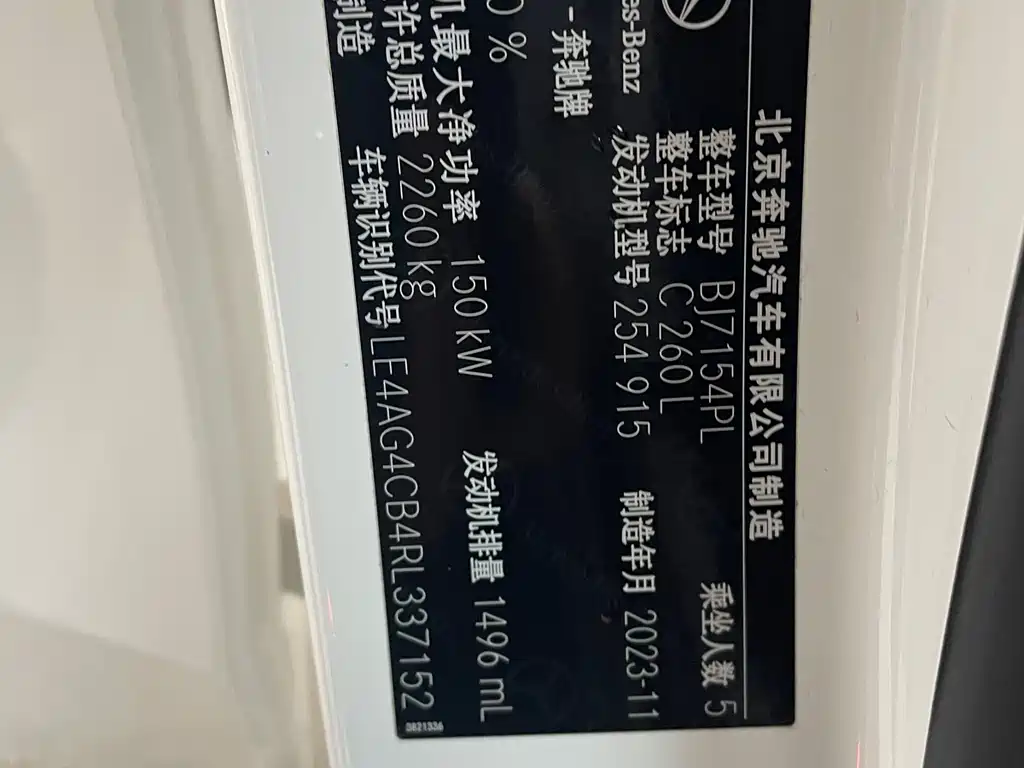 北京奔驰汽车有限公司制造
整车型号 BJ7154PL 乘坐人数 5
整车标志 C 260 L
发动机型号 254 915 制造年月 2023-11
es-Benz
-奔驰牌
0 %
机最大净功率 150 kW 发动机排量 1496 mL
许总质量 2260 kg
制造
车辆识别代号 LE4AG4CB4RL337152
3821336